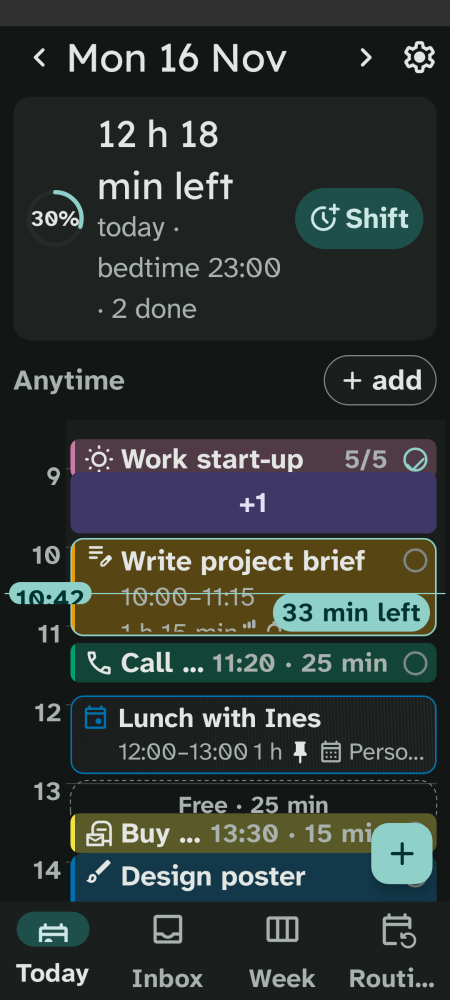 Mon 16 Nov
12 h 18
min left
30%
today ·
bedtime 23:00
· 2 done
Shift
Anytime
+ add
9
Work start-up 5/5
+1
10
Write project brief
10:42
10:00–11:15
33 min left
1 h 15 min
11
Call ... 11:20 · 25 min
12
Lunch with Ines
12:00–13:00 1 h Perso...
13
Free · 25 min
Buy ... 13:30 · 15 mi
14
Design poster
Today
Inbox
Week
Routi...